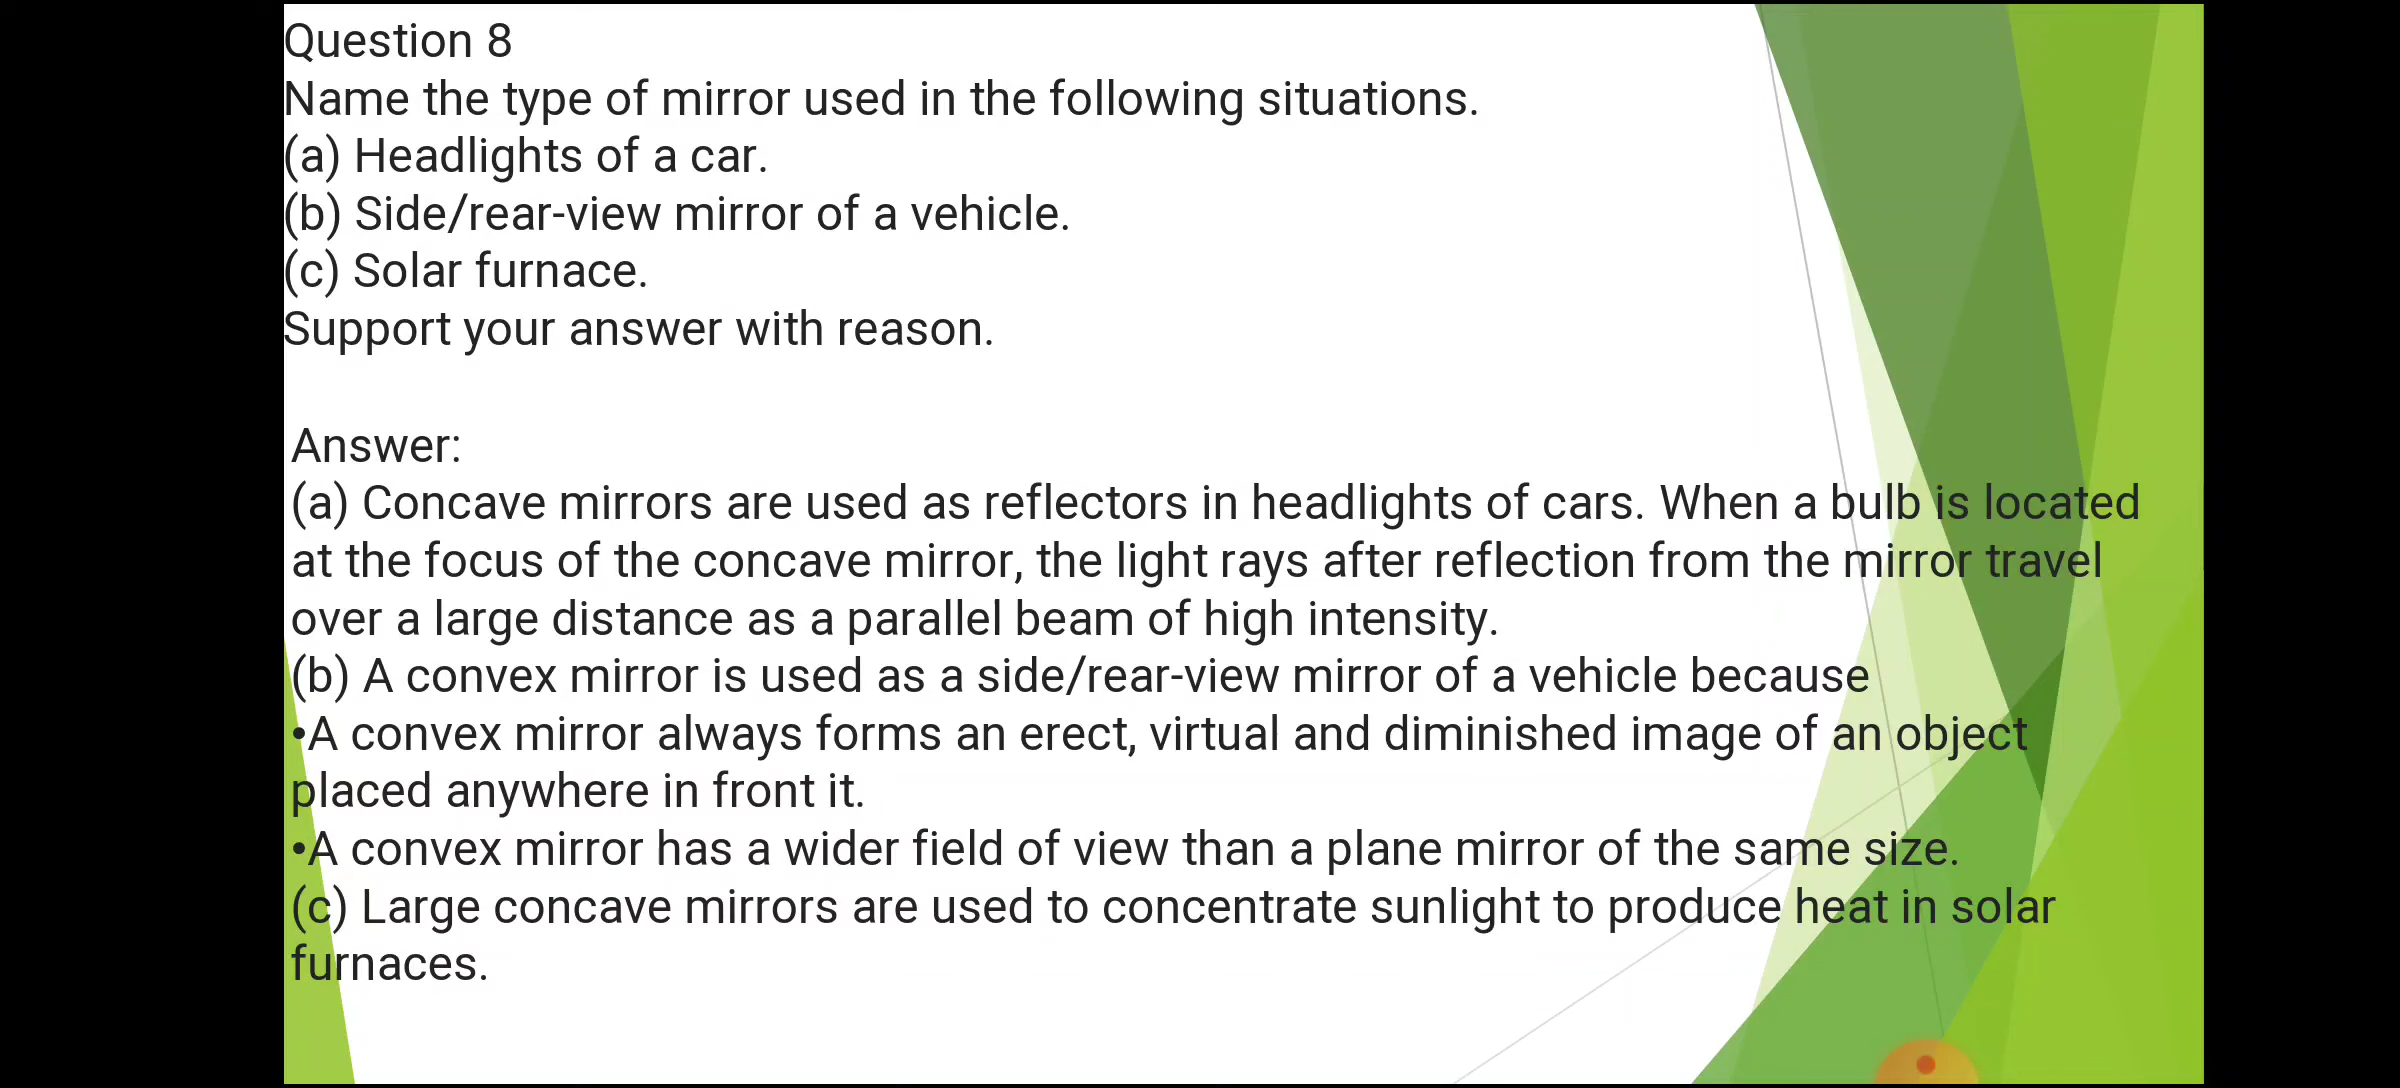 Question 8
Name the type of mirror used in the following situations.
(a) Headlights of a car.
(b) Side/rear-view mirror of a vehicle.
(c) Solar furnace.
Support your answer with reason.
Answer:
(a) Concave mirrors are used as reflectors in headlights of cars. When a bulb is located
at the focus of the concave mirror, the light rays after reflection from the mirror travel
over a large distance as a parallel beam of high intensity.
(b) A convex mirror is used as a side/rear-view mirror of a vehicle because
•A convex mirror always forms an erect, virtual and diminished image of an object
placed anywhere in front it.
•A convex mirror has a wider field of view than a plane mirror of the same size.
(c) Large concave mirrors are used to concentrate sunlight to produce heat in solar
furnaces.